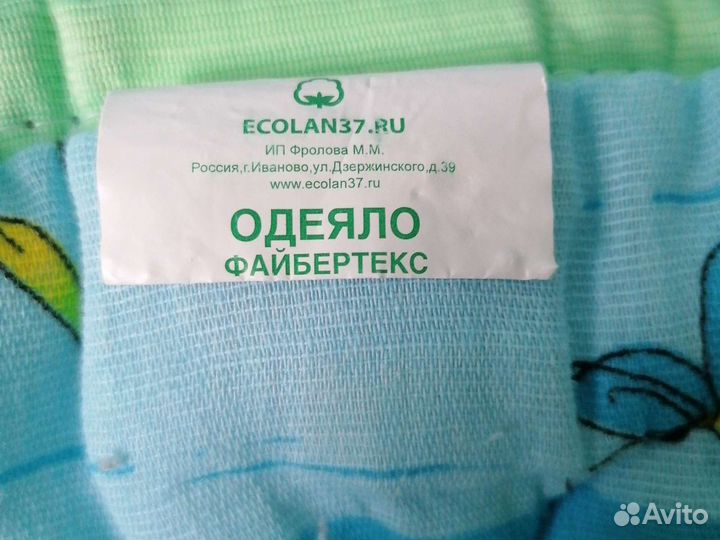 ECOLAN37.RU
ИП Фролова М.М.
Россия,г.Иваново,ул.Дзержинского,д.39
www.ecolan37.ru
ОДЕЯЛО
ФАЙБЕРТЕКС
Avito